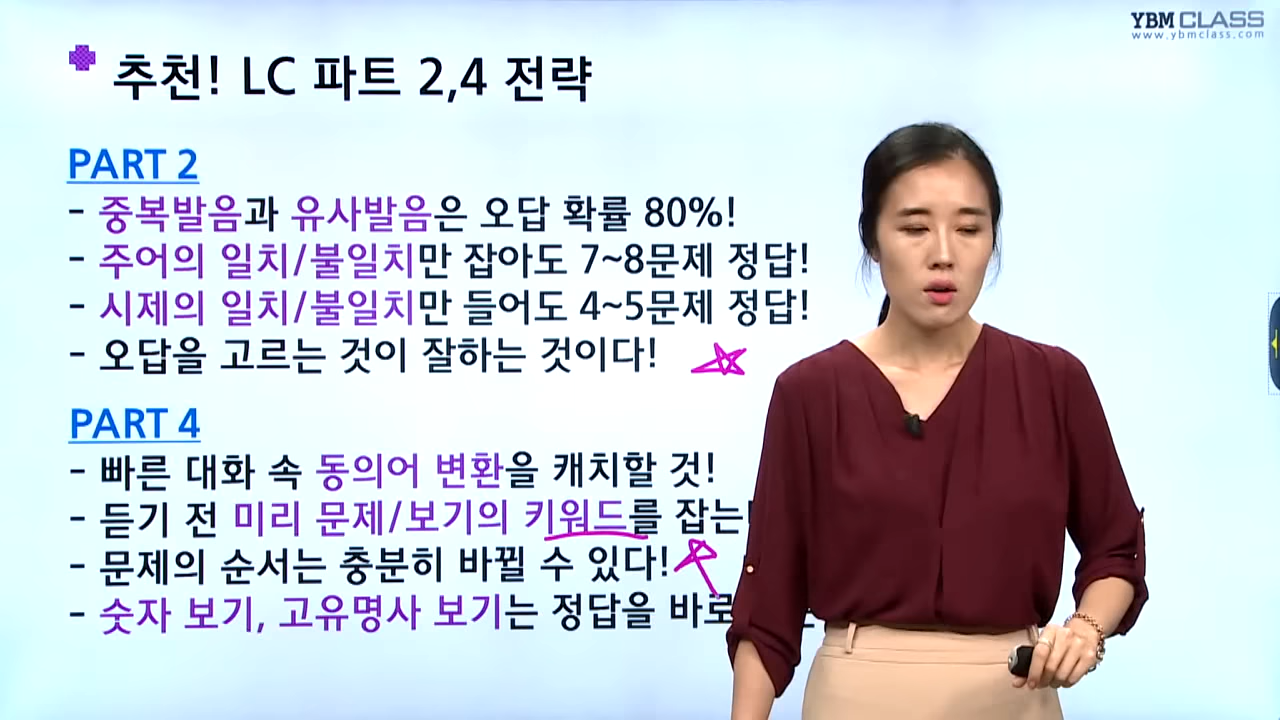 YBM CLASS
www.ybmclass.com
추천! LC 파트 2,4 전략
PART 2
- 중복발음과 유사발음은 오답 확률 80%!
- 주어의 일치/불일치만 잡아도 7~8문제 정답!
- 시제의 일치/불일치만 들어도 4~5문제 정답!
- 오답을 고르는 것이 잘하는 것이다!
PART 4
- 빠른 대화 속 동의어 변환을 캐치할 것!
- 듣기 전 미리 문제/보기의 키워드를 잡는
- 문제의 순서는 충분히 바뀔 수 있다!
- 숫자 보기, 고유명사 보기는 정답을 바로